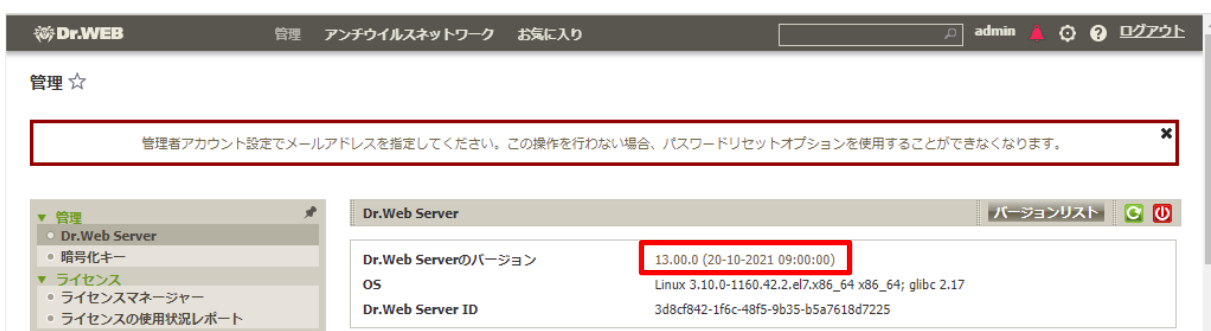 Dr.WEB 管理 アンチウイルスネットワーク お気に入り admin ログアウト
管理
管理者アカウント設定でメールアドレスを指定してください。この操作を行わない場合、パスワードリセットオプションを使用することができなくなります。
管理
Dr.Web Server
暗号化キー
ライセンス
ライセンスマネージャー
ライセンスの使用状況レポート
Dr.Web Server バージョンリスト
Dr.Web Serverのバージョン 13.00.0 (20-10-2021 09:00:00)
OS Linux 3.10.0-1160.42.2.el7.x86_64 x86_64; glibc 2.17
Dr.Web Server ID 3d8cf842-1f6c-48f5-9b35-b5a7618d7225